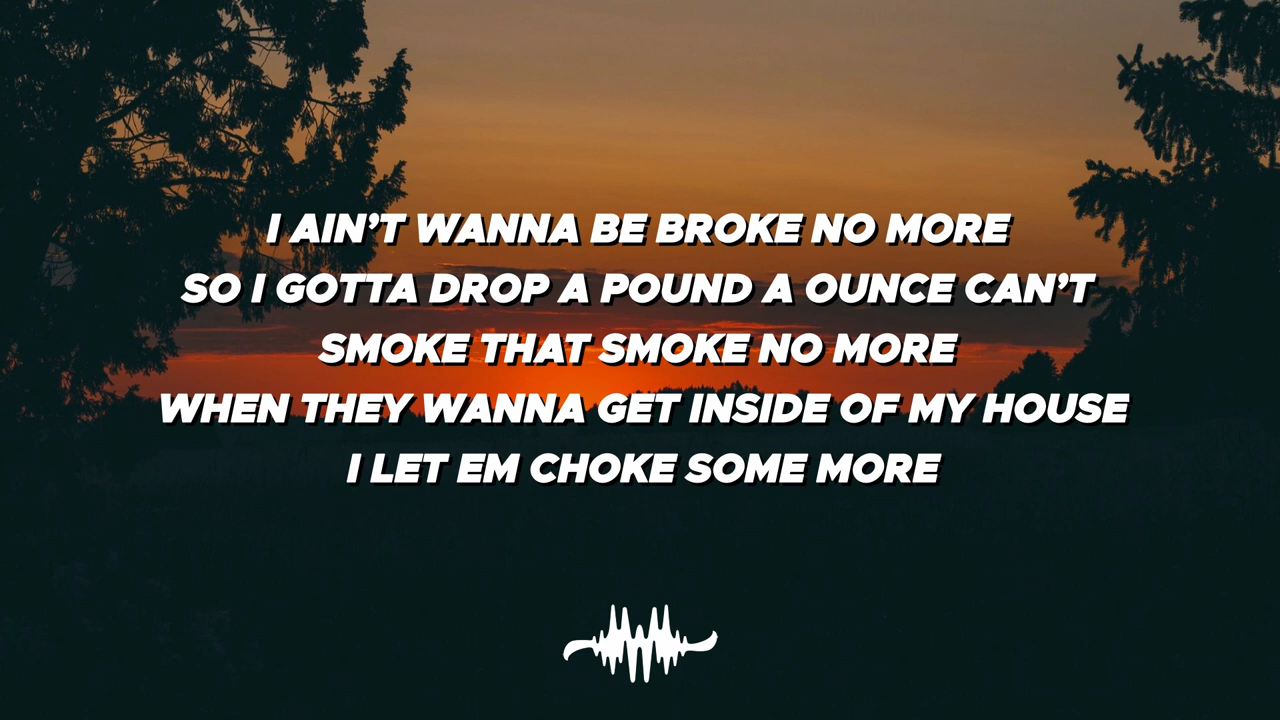 I AIN’T WANNA BE BROKE NO MORE
SO I GOTTA DROP A POUND A OUNCE CAN’T
SMOKE THAT SMOKE NO MORE
WHEN THEY WANNA GET INSIDE OF MY HOUSE
I LET EM CHOKE SOME MORE